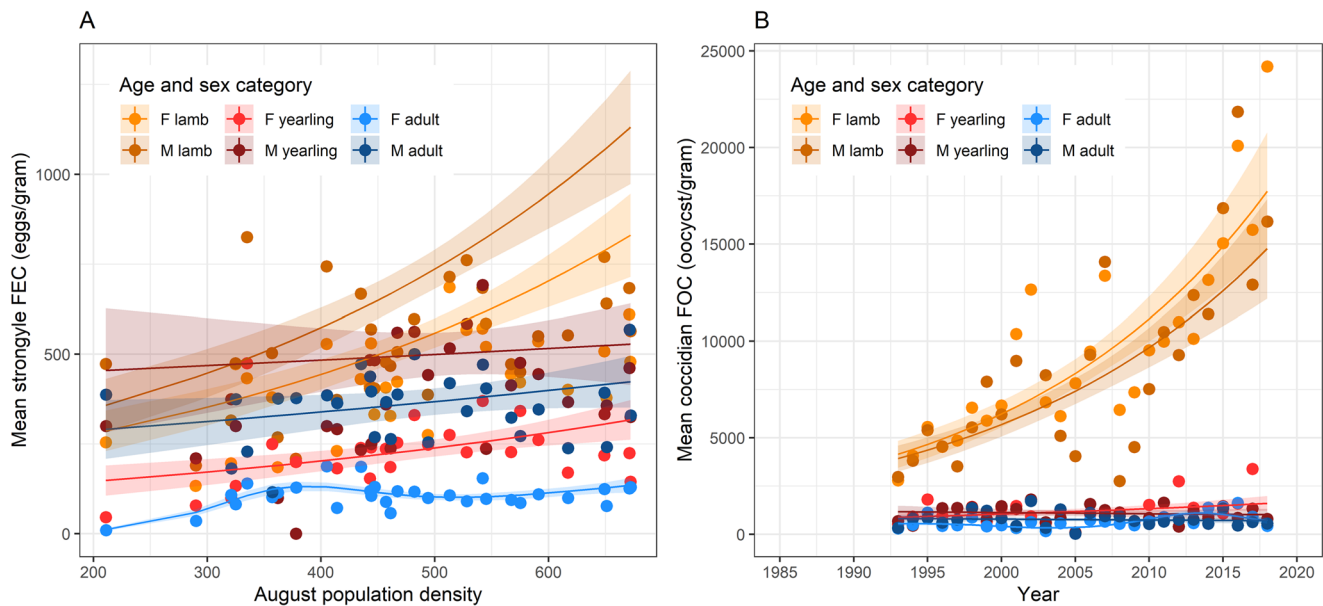 A
Mean strongyle FEC (eggs/gram)
1000
500
0
Age and sex category
F lamb F yearling F adult
M lamb M yearling M adult
200 300 400 500 600
August population density
B
Mean coccidian FOC (oocycst/gram)
25000
20000
15000
10000
5000
0
Age and sex category
F lamb F yearling F adult
M lamb M yearling M adult
1985 1990 1995 2000 2005 2010 2015 2020
Year